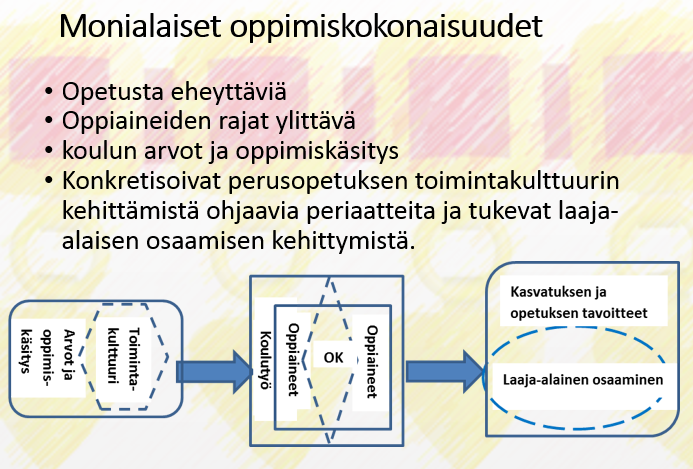 Monialaiset oppimiskokonaisuudet
• Opetusta eheyttäviä
• Oppiaineiden rajat ylittävä
• koulun arvot ja oppimiskäsitys
• Konkretisoivat perusopetuksen toimintakulttuurin
kehittämistä ohjaavia periaatteita ja tukevat laaja-
alaisen osaamisen kehittymistä.
Arvot ja
oppimis-
käsitys
Toiminta-
kulttuuri
Koulutyö
Oppiaineet
OK
Oppiaineet
Kasvatuksen ja
opetuksen tavoitteet
Laaja-alainen osaaminen